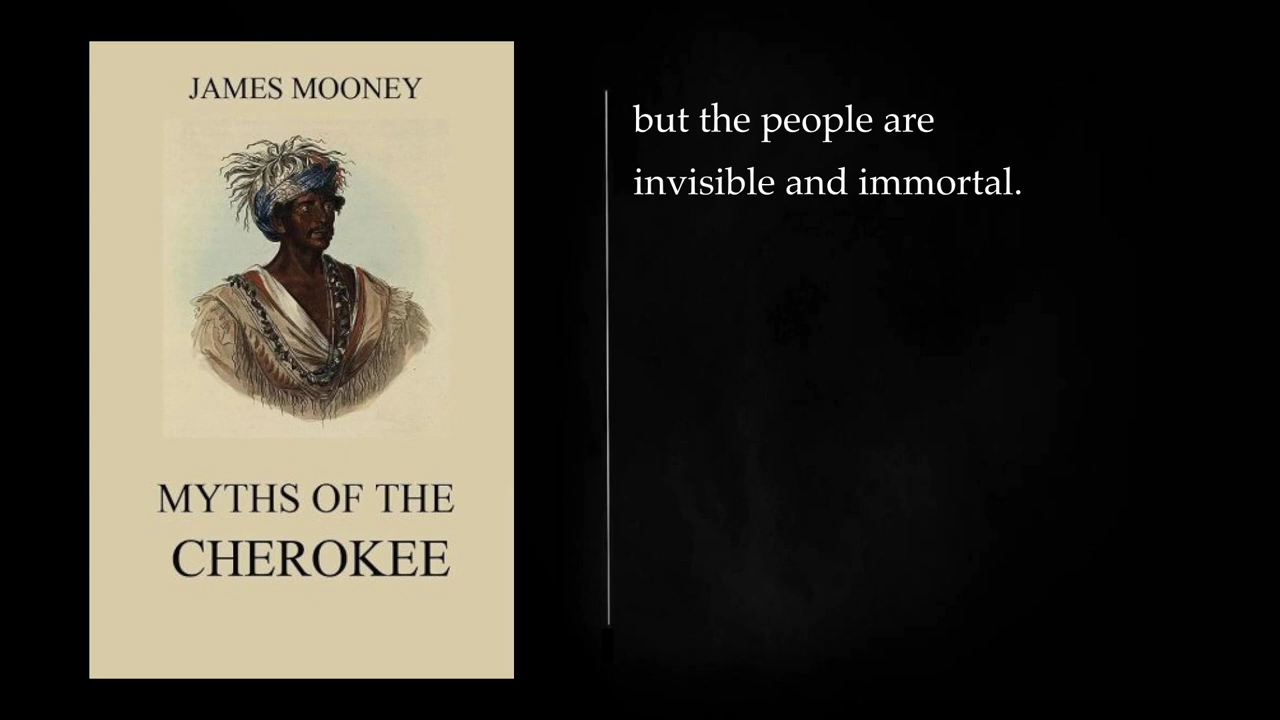 JAMES MOONEY
MYTHS OF THE
CHEROKEE
but the people are
invisible and immortal.